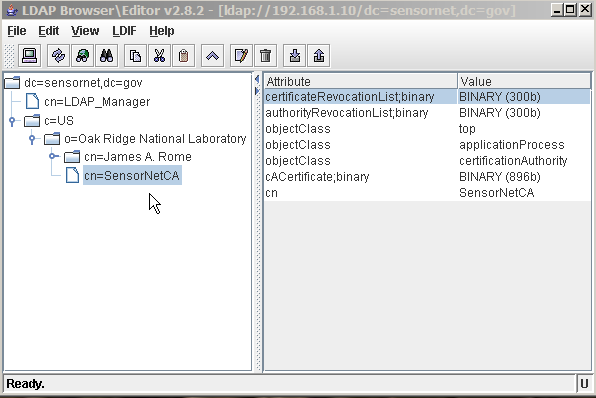 LDAP Browser\Editor v2.8.2 - [ldap://192.168.1.10/dc=sensornet,dc=gov]
File Edit View LDIF Help
dc=sensornet,dc=gov
cn=LDAP_Manager
c=US
o=Oak Ridge National Laboratory
cn=James A. Rome
cn=SensorNetCA
Attribute Value
certificateRevocationList;binary BINARY (300b)
authorityRevocationList;binary BINARY (300b)
objectClass top
objectClass applicationProcess
objectClass certificationAuthority
cACertificate;binary BINARY (896b)
cn SensorNetCA
Ready. U